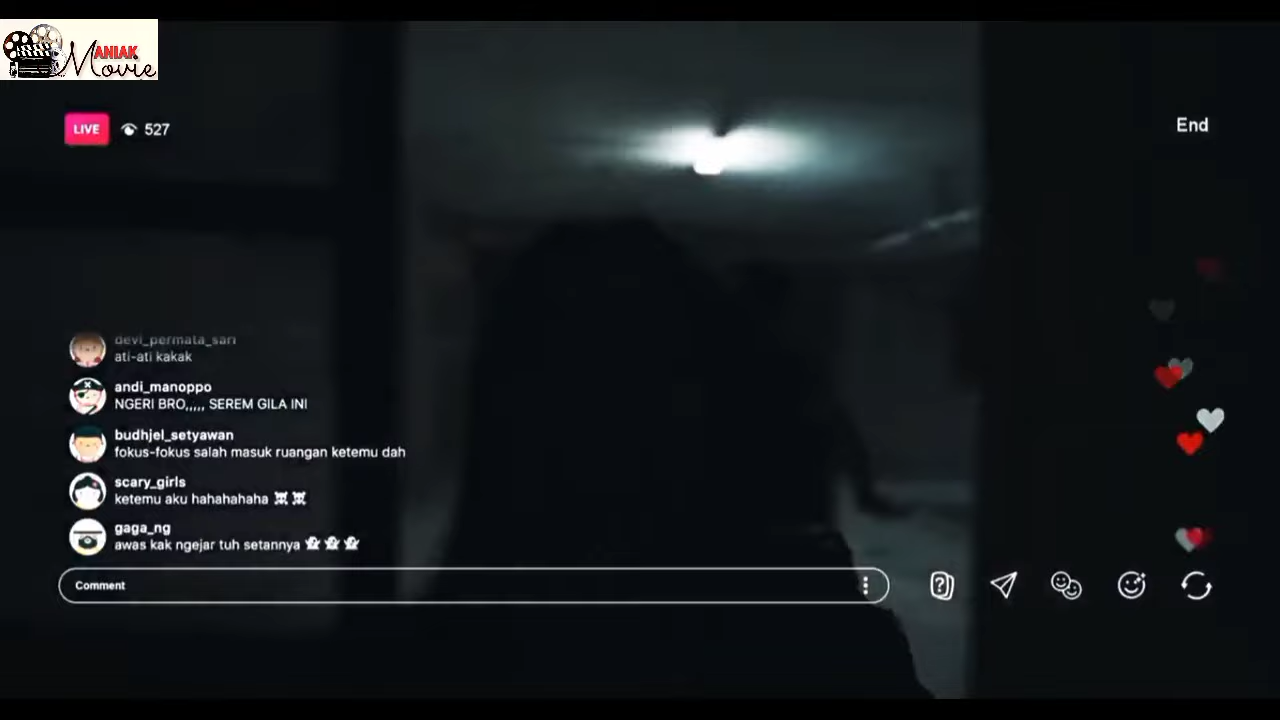 MANIAK
Movie
LIVE 527
End
devi_permata_sari
ati-ati kakak
andi_manoppo
NGERI BRO,,,,, SEREM GILA INI
budhjel_setyawan
fokus-fokus salah masuk ruangan ketemu dah
scary_girls
ketemu aku hahahahaha ☠️ ☠️
gaga_ng
awas kak ngejar tuh setannya 👻 👻 👻
Comment